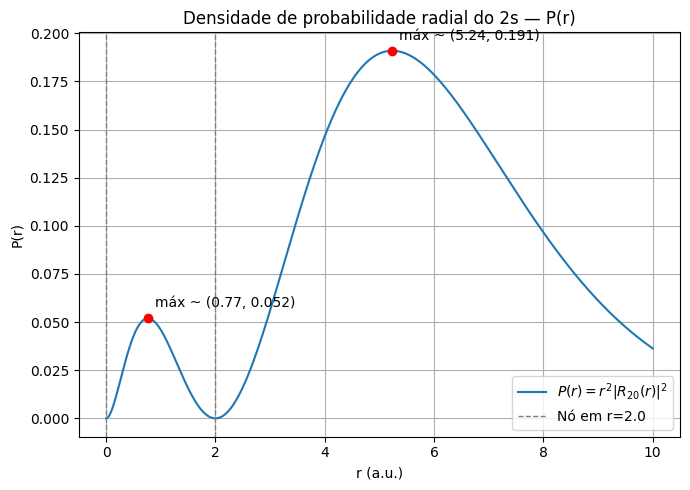 Densidade de probabilidade radial do 2s — P(r)
máx ~ (5.24, 0.191)
máx ~ (0.77, 0.052)
P(r)
0.200
0.175
0.150
0.125
0.100
0.075
0.050
0.025
0.000
0 2 4 6 8 10
r (a.u.)
P(r) = r²|R₂₀(r)|²
Nó em r=2.0